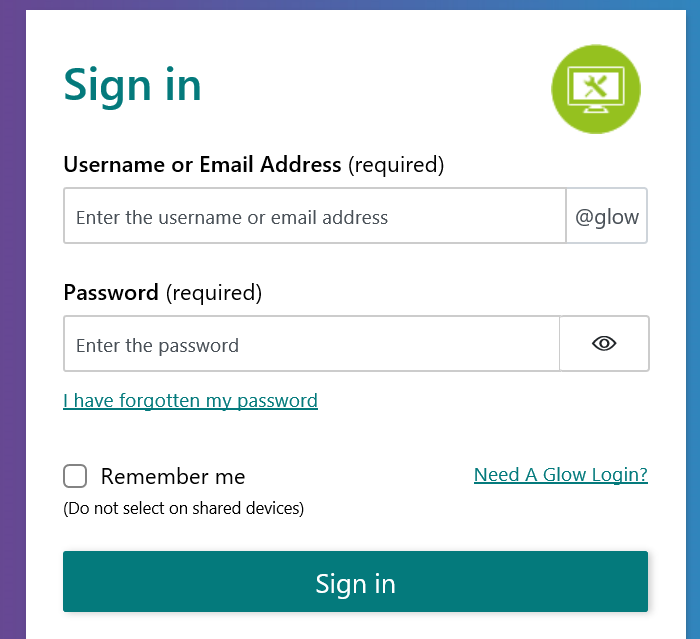 Sign in
Username or Email Address (required)
Enter the username or email address @glow
Password (required)
Enter the password
I have forgotten my password
Remember me Need A Glow Login?
(Do not select on shared devices)
Sign in